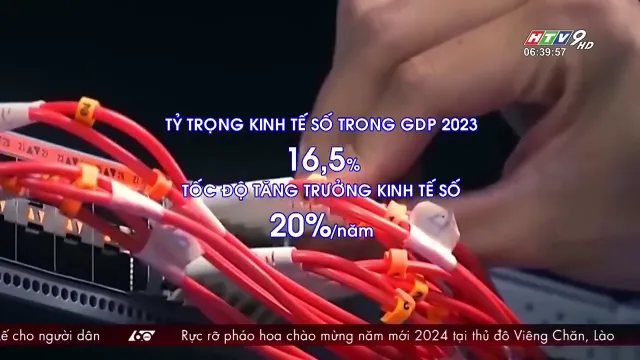 HTV9 HD
06:39:57
TỶ TRỌNG KINH TẾ SỐ TRONG GDP 2023
16,5%
TỐC ĐỘ TĂNG TRƯỞNG KINH TẾ SỐ
20%/năm
ế cho người dân 60 Rực rỡ pháo hoa chào mừng năm mới 2024 tại thủ đô Viêng Chăn, Lào